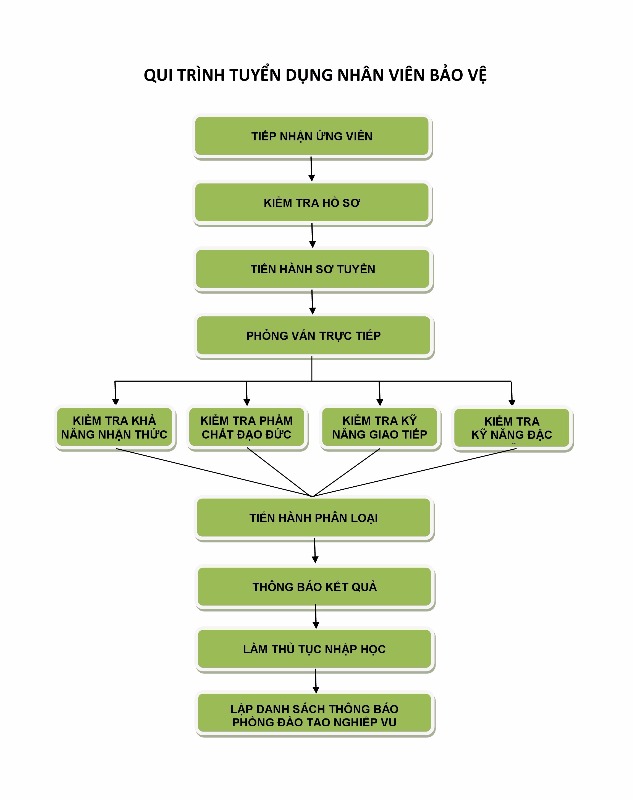 QUI TRÌNH TUYỂN DỤNG NHÂN VIÊN BẢO VỆ
TIẾP NHẬN ỨNG VIÊN
KIỂM TRA HỒ SƠ
TIẾN HÀNH SƠ TUYỂN
PHỎNG VẤN TRỰC TIẾP
KIỂM TRA KHẢ
NĂNG NHẬN THỨC
KIỂM TRA PHẨM
CHẤT ĐẠO ĐỨC
KIỂM TRA KỸ
NĂNG GIAO TIẾP
KIỂM TRA
KỸ NĂNG ĐẶC
TIẾN HÀNH PHÂN LOẠI
THÔNG BÁO KẾT QUẢ
LÀM THỦ TỤC NHẬP HỌC
LẬP DANH SÁCH THÔNG BÁO
PHÒNG ĐÀO TẠO NGHIỆP VỤ